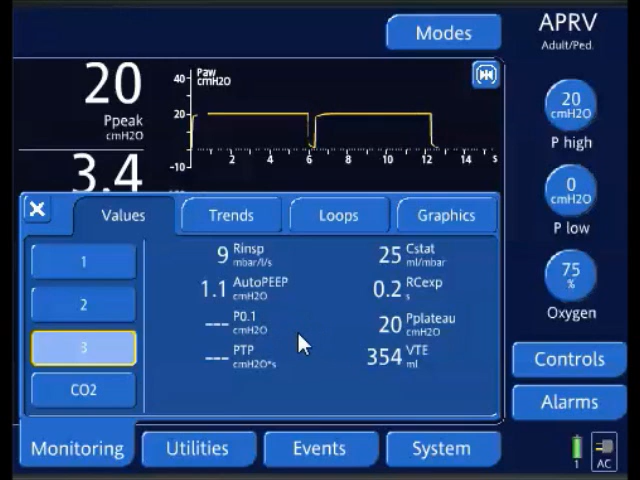 Modes
APRV
Adult/Ped.
20
Ppeak
cmH2O
3.4
Paw
cmH2O
40
20
-10
2 4 6 8 10 12 14 s
20
cmH2O
P high
0
cmH2O
P low
75
%
Oxygen
Values Trends Loops Graphics
1
2
3
CO2
9 Rinsp mbar/l/s
1.1 AutoPEEP cmH2O
--- P0.1 cmH2O
--- PTP cmH2O*s
25 Cstat ml/mbar
0.2 RCexp s
20 Pplateau cmH2O
354 VTE ml
Controls
Alarms
Monitoring Utilities Events System
1 AC